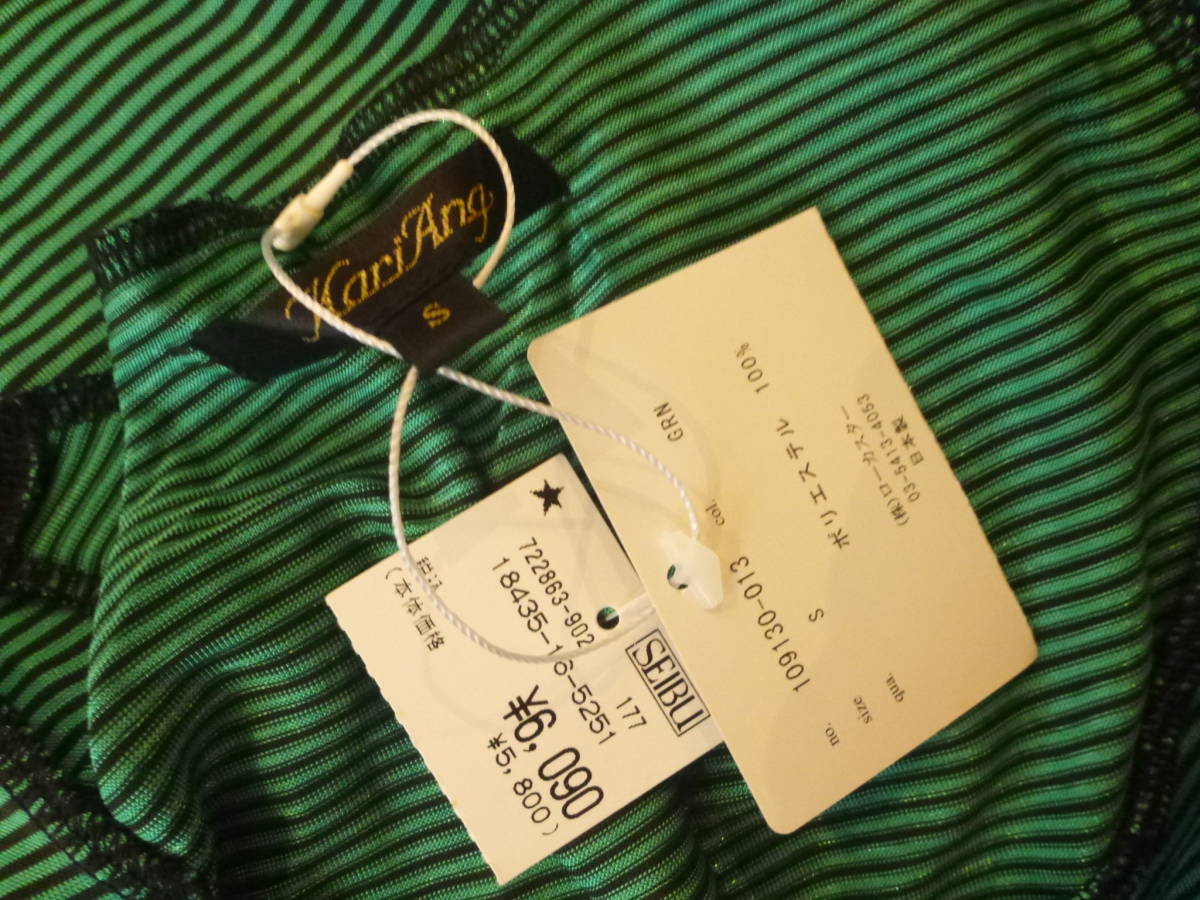 KariAng
S
SEIBU
177
722863-902
18435-16-5251
税込 ¥6,090
(本体価格 ¥5,800)
no. 109130-013
size S
col. GRN
qua. ポリエステル 100%
(株)ローカスター
03-5413-4053
日本製